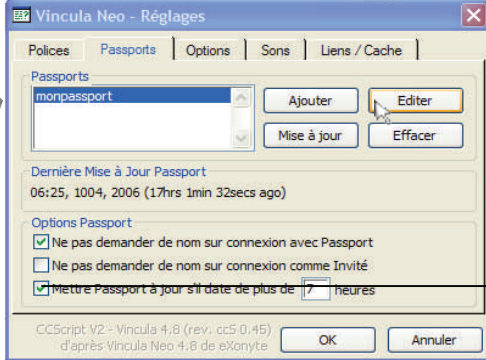 Vincula Neo - Réglages
Polices Passports Options Sons Liens / Cache
Passports
monpassport
Ajouter Editer
Mise à jour Effacer
Dernière Mise à Jour Passport
06:25, 1004, 2006 (17hrs 1min 32secs ago)
Options Passport
Ne pas demander de nom sur connexion avec Passport
Ne pas demander de nom sur connexion comme Invité
Mettre Passport à jour s'il date de plus de 7 heures
CCScript V2 - Vincula 4.8 (rev. cc5 0.45)
d'après Vincula Neo 4.8 de eXonyte
OK Annuler